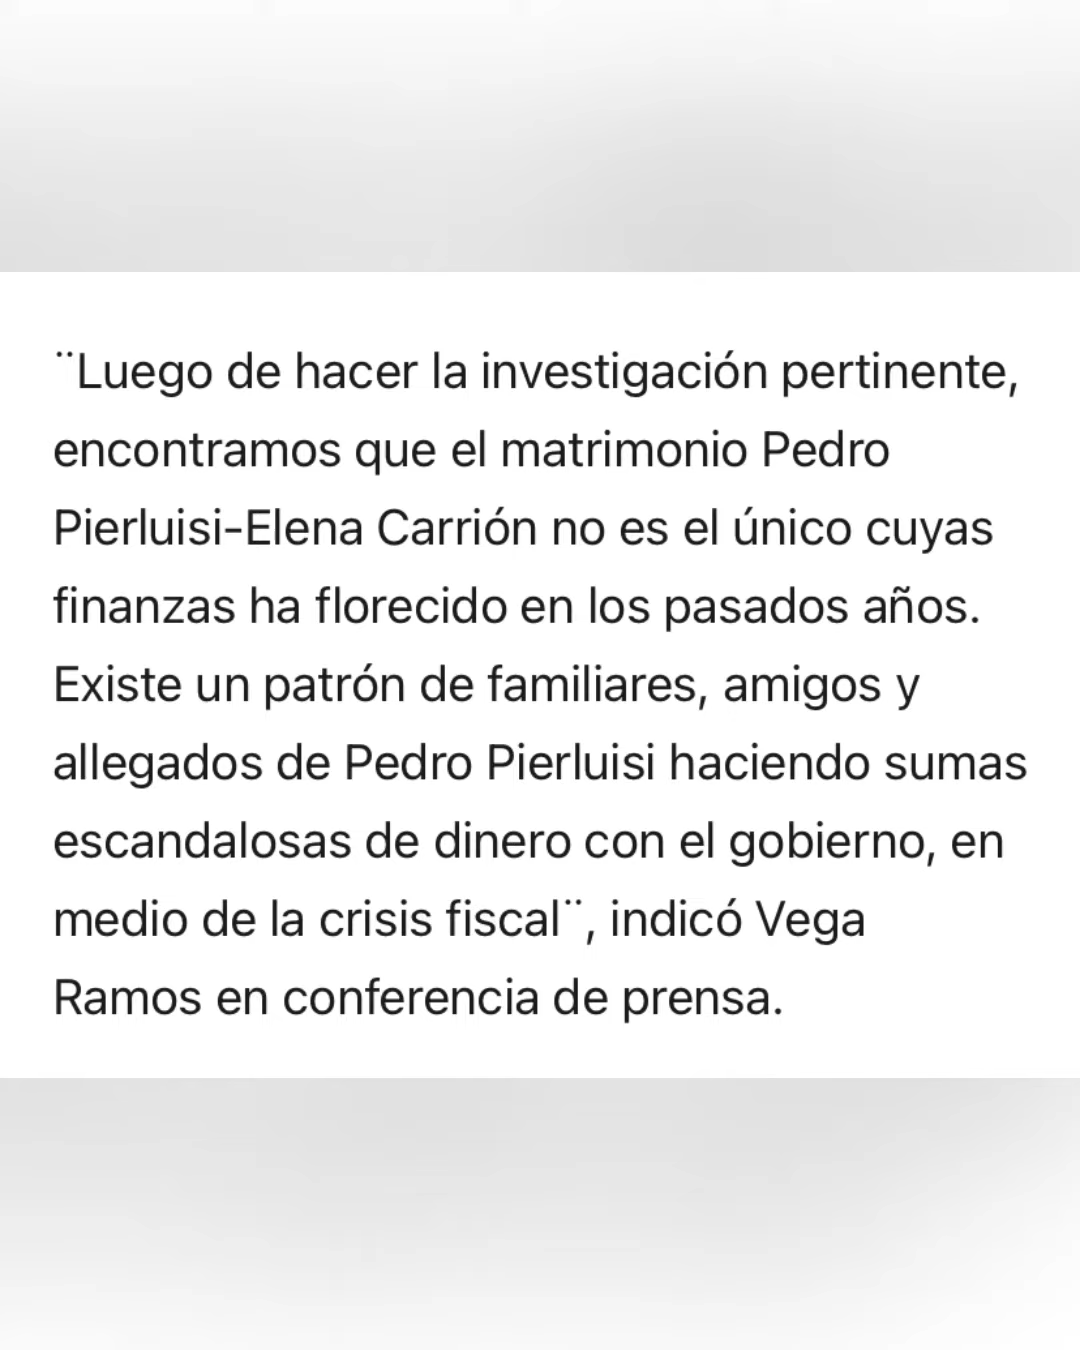 ¨Luego de hacer la investigación pertinente,
encontramos que el matrimonio Pedro
Pierluisi-Elena Carrión no es el único cuyas
finanzas ha florecido en los pasados años.
Existe un patrón de familiares, amigos y
allegados de Pedro Pierluisi haciendo sumas
escandalosas de dinero con el gobierno, en
medio de la crisis fiscal¨, indicó Vega
Ramos en conferencia de prensa.